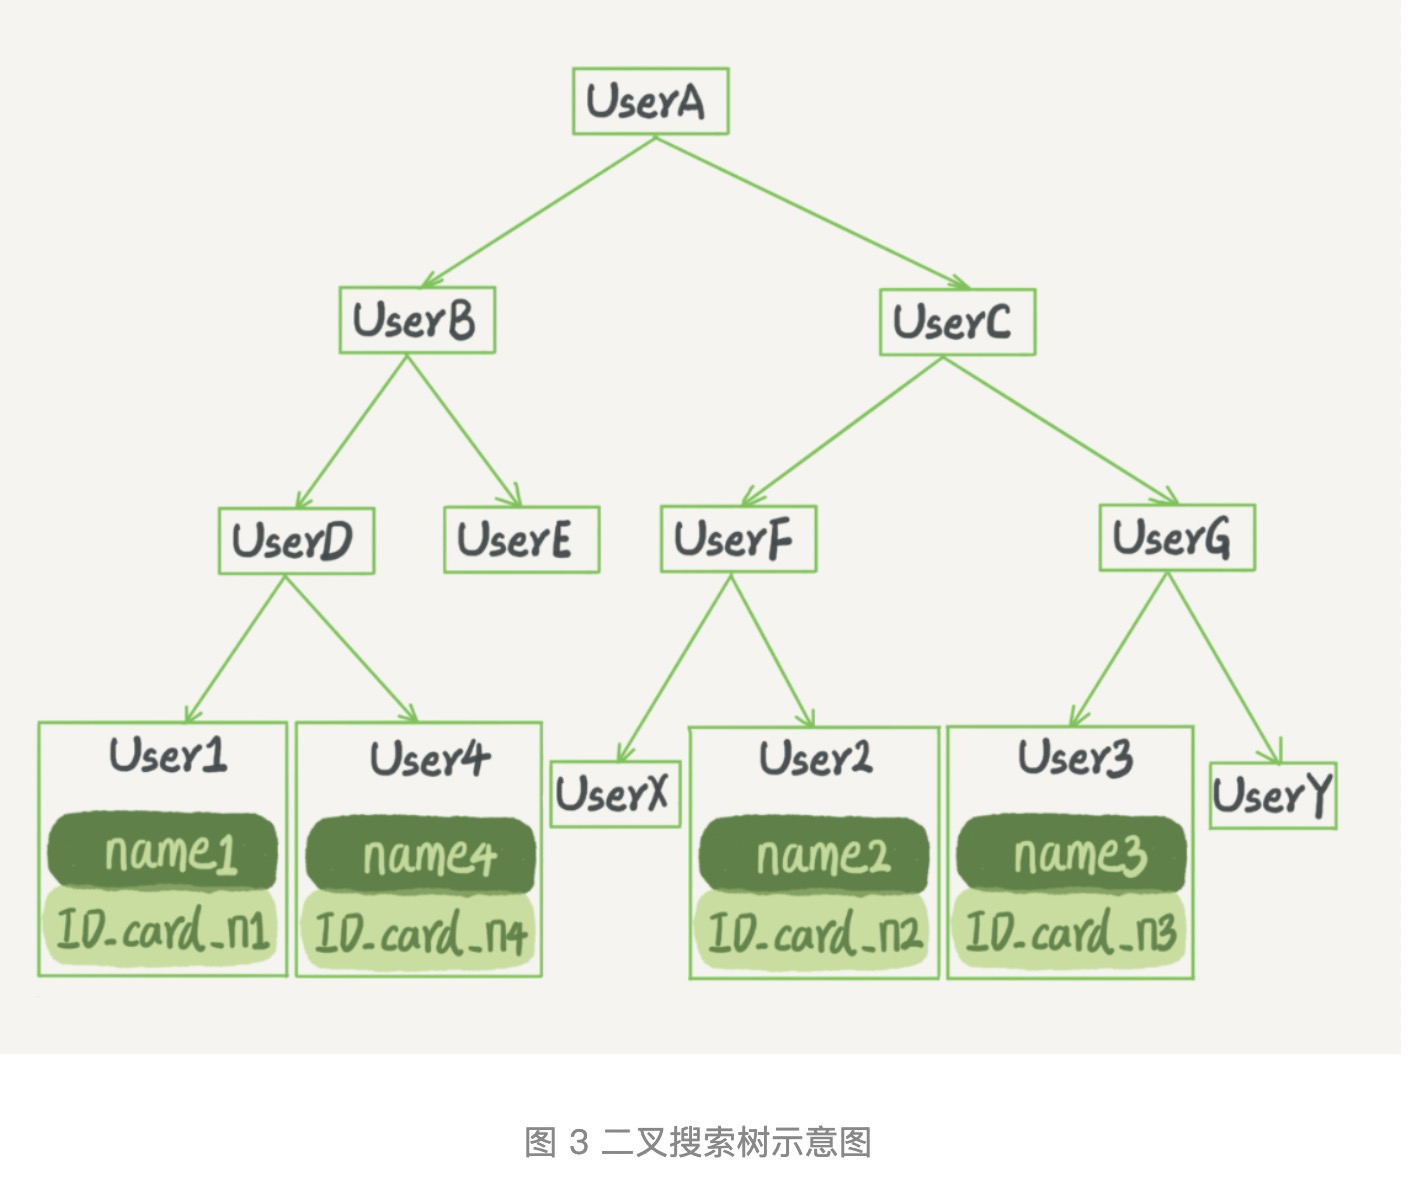 UserA
UserB
UserC
UserD
UserE
UserF
UserG
User1
name1
ID_card_n1
User4
name4
ID_card_n4
UserX
User2
name2
ID_card_n2
User3
name3
ID_card_n3
UserY
图 3 二叉搜索树示意图